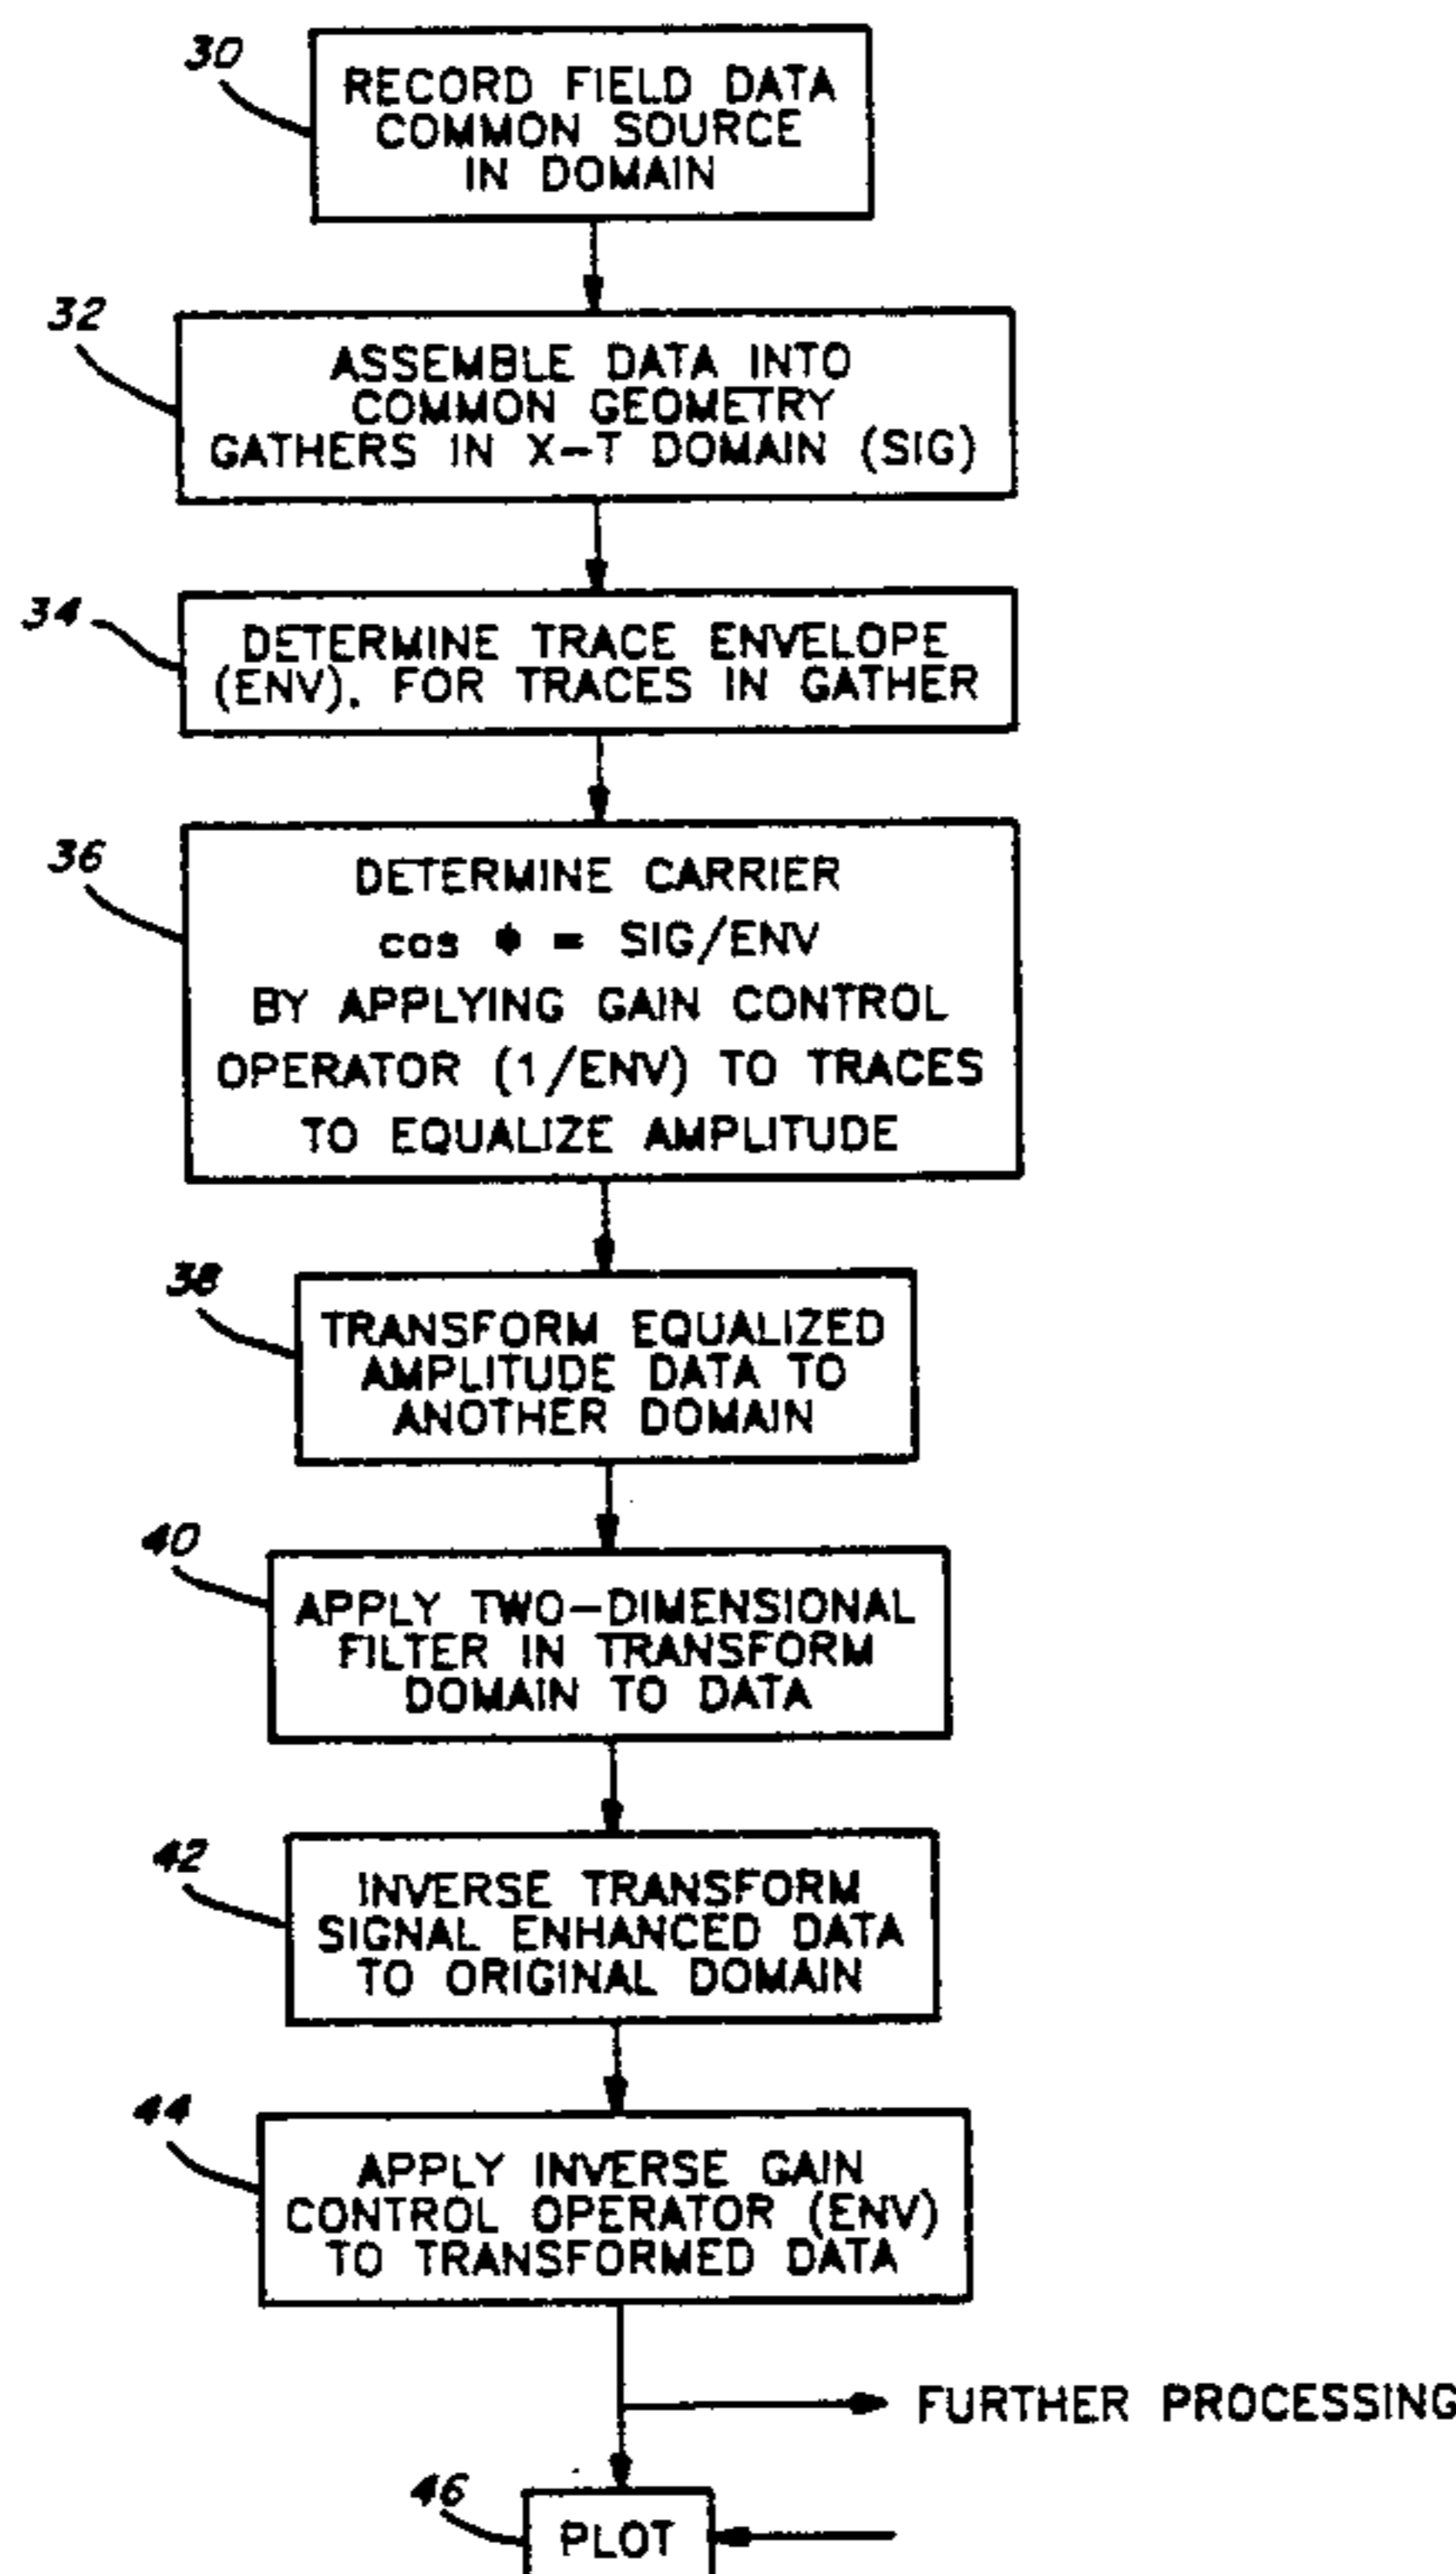 30
RECORD FIELD DATA
COMMON SOURCE
IN DOMAIN
32
ASSEMBLE DATA INTO
COMMON GEOMETRY
GATHERS IN X-T DOMAIN (SIG)
34
DETERMINE TRACE ENVELOPE
(ENV), FOR TRACES IN GATHER
36
DETERMINE CARRIER
cos ϕ = SIG/ENV
BY APPLYING GAIN CONTROL
OPERATOR (1/ENV) TO TRACES
TO EQUALIZE AMPLITUDE
38
TRANSFORM EQUALIZED
AMPLITUDE DATA TO
ANOTHER DOMAIN
40
APPLY TWO-DIMENSIONAL
FILTER IN TRANSFORM
DOMAIN TO DATA
42
INVERSE TRANSFORM
SIGNAL ENHANCED DATA
TO ORIGINAL DOMAIN
44
APPLY INVERSE GAIN
CONTROL OPERATOR (ENV)
TO TRANSFORMED DATA
FURTHER PROCESSING
46
PLOT